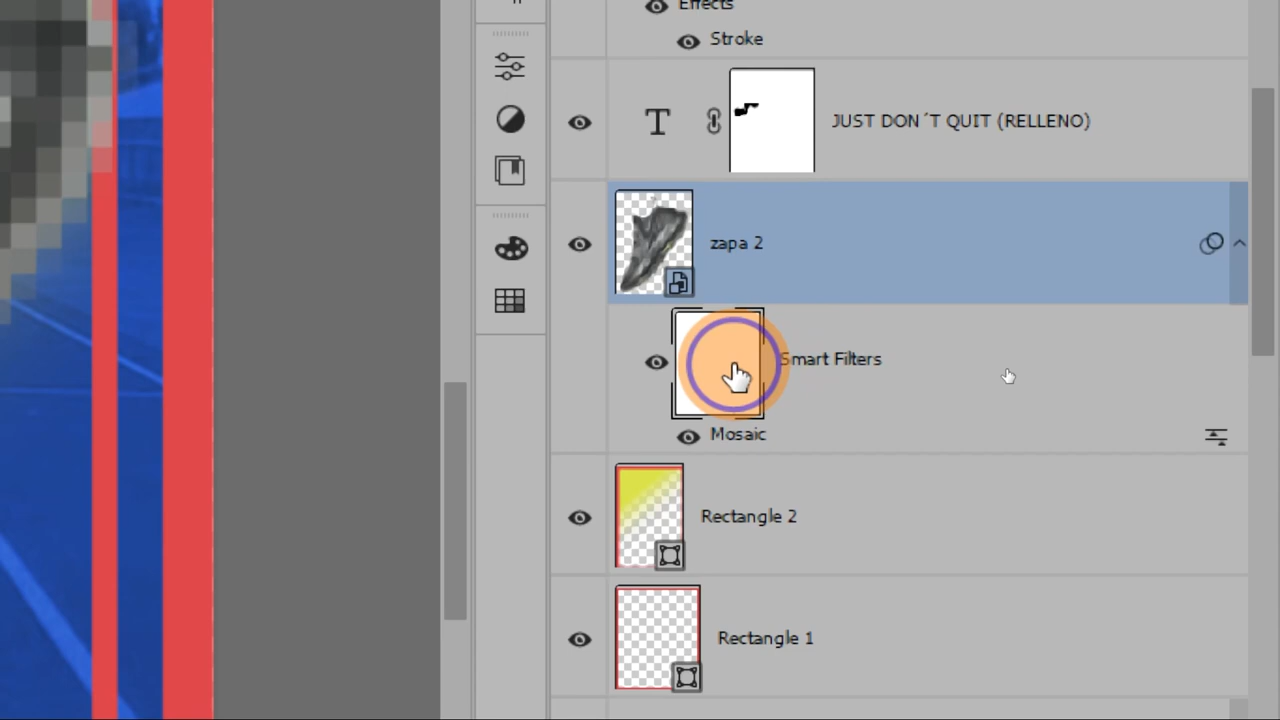 Effects
Stroke
JUST DON´T QUIT (RELLENO)
zapa 2
Smart Filters
Mosaic
Rectangle 2
Rectangle 1